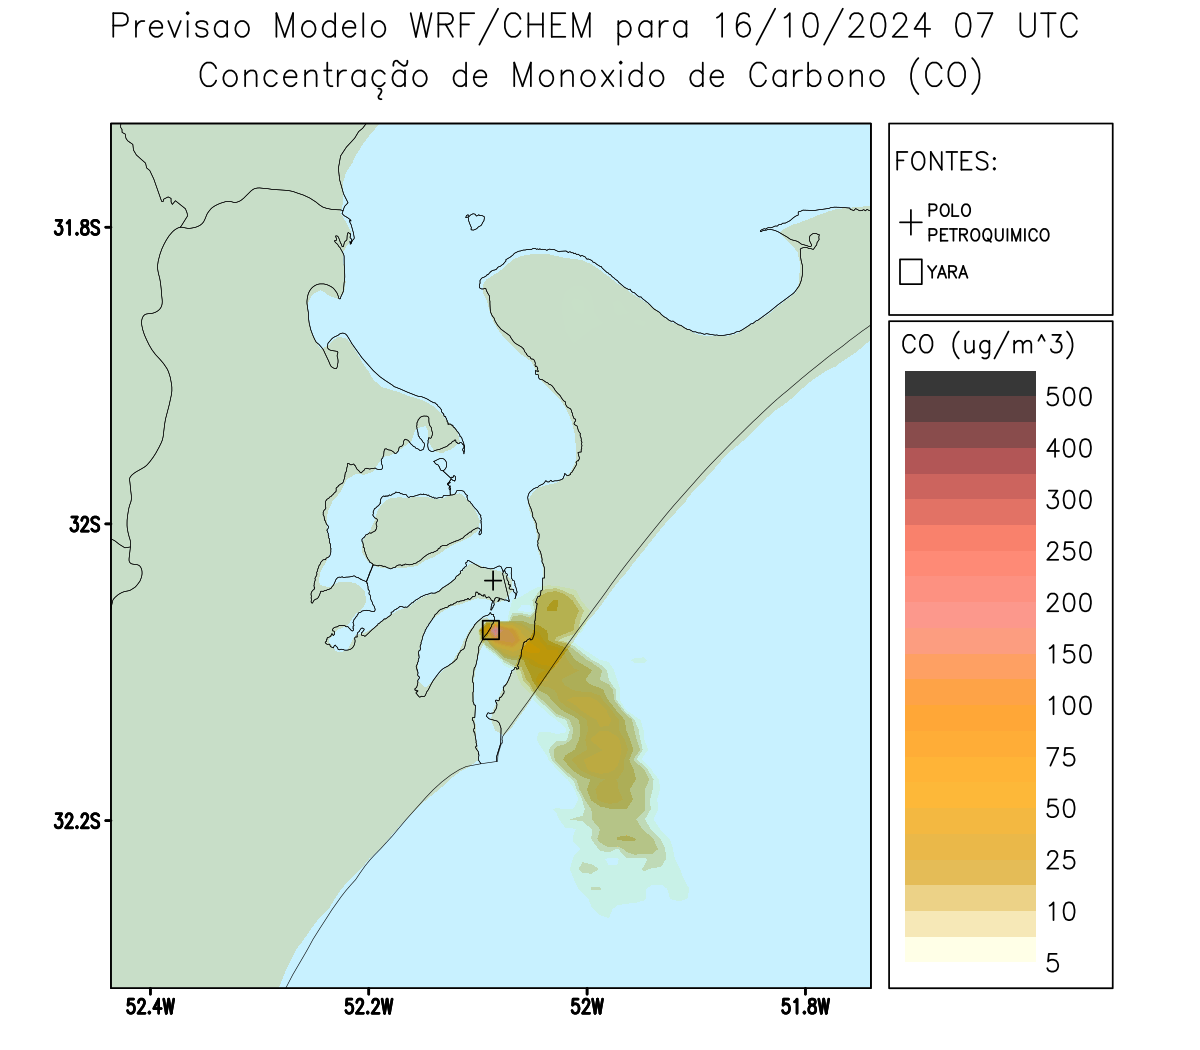 Previsao Modelo WRF/CHEM para 16/10/2024 07 UTC
Concentração de Monoxido de Carbono (CO)
FONTES:
POLO
PETROQUIMICO
YARA
CO (ug/m^3)
500
400
300
250
200
150
100
75
50
25
10
5
31.8S
32S
32.2S
52.4W
52.2W
52W
51.8W